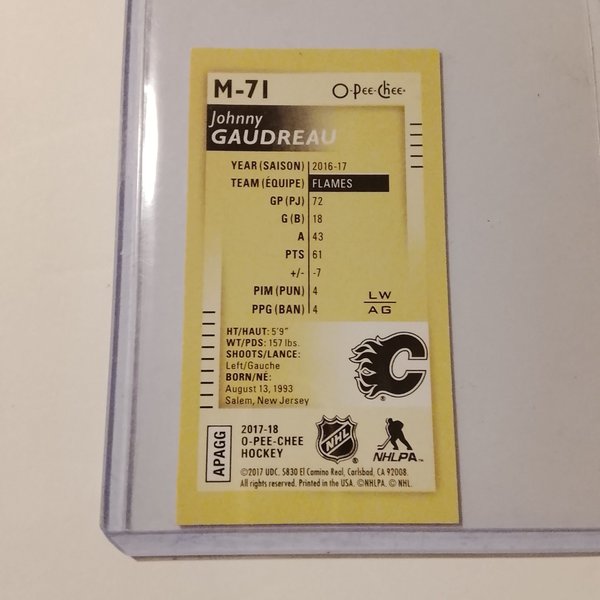 M-71 O-Pee-Chee
Johnny
GAUDREAU
YEAR (SAISON) 2016-17
TEAM (ÉQUIPE) FLAMES
GP (PJ) 72
G (B) 18
A 43
PTS 61
+/- -7
PIM (PUN) 4
PPG (BAN) 4
LW
AG
HT/HAUT: 5'9"
WT/PDS: 157 lbs.
SHOOTS/LANCE:
Left/Gauche
BORN/NE:
August 13, 1993
Salem, New Jersey
C
®
APAGG
2017-18
O-PEE-CHEE
HOCKEY
NHL
®
NHLPA™
©2017 UDC. 5830 El Camino Real, Carlsbad, CA 92008.
All rights reserved. Printed in the USA. ©NHLPA. © NHL.